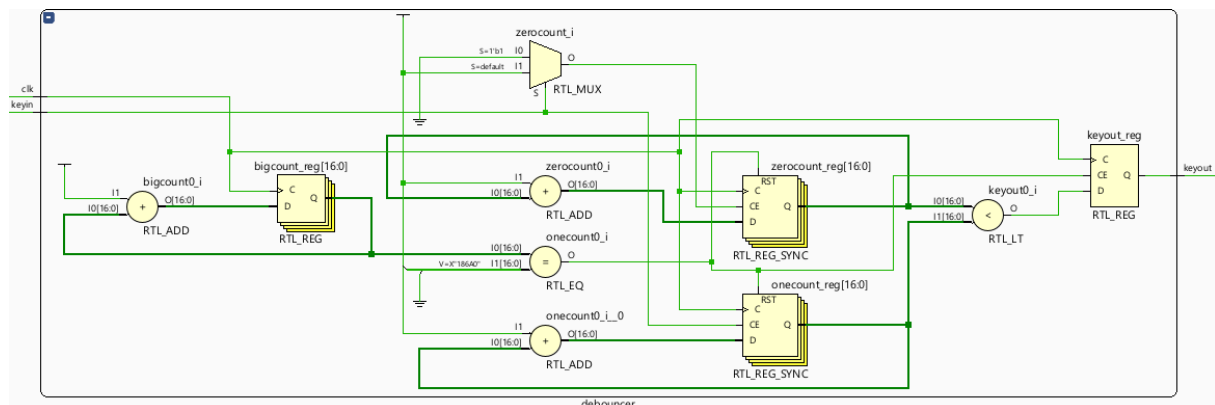 zerocount_i
S=1'b1 I0
S=default I1
O
S
RTL_MUX
clk
keyin
bigcount0_i
I1
I0[16:0]
+
O[16:0]
RTL_ADD
bigcount_reg[16:0]
C
D
Q
RTL_REG
zerocount0_i
I1
I0[16:0]
+
O[16:0]
RTL_ADD
onecount0_i
I0[16:0]
V=X"186A0" I1[16:0]
=
O
RTL_EQ
onecount0_i__0
I1
I0[16:0]
+
O[16:0]
RTL_ADD
zerocount_reg[16:0]
RST
C
CE
D
Q
RTL_REG_SYNC
onecount_reg[16:0]
RST
C
CE
D
Q
RTL_REG_SYNC
keyout0_i
I0[16:0]
I1[16:0]
<
O
RTL_LT
keyout_reg
C
CE
D
Q
RTL_REG
keyout
debouncer